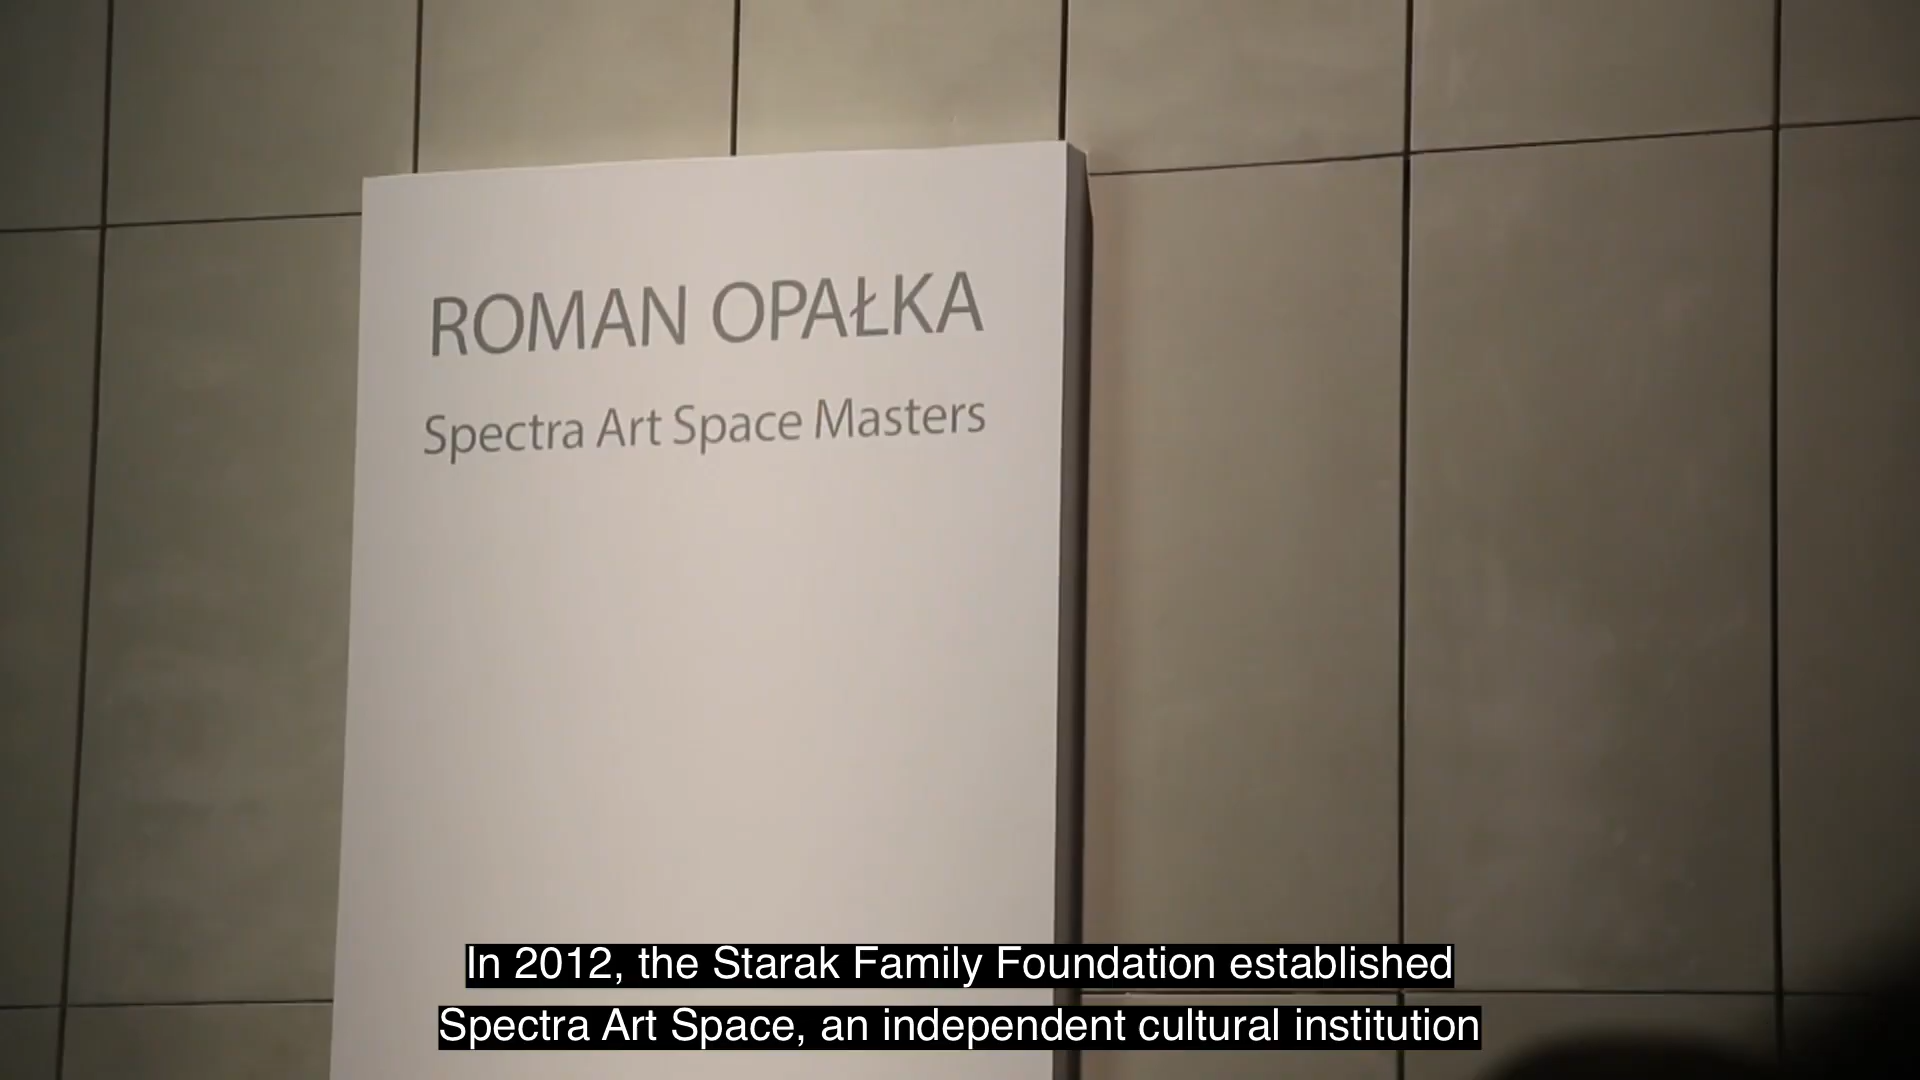 ROMAN OPAŁKA
Spectra Art Space Masters
In 2012, the Starak Family Foundation established
Spectra Art Space, an independent cultural institution